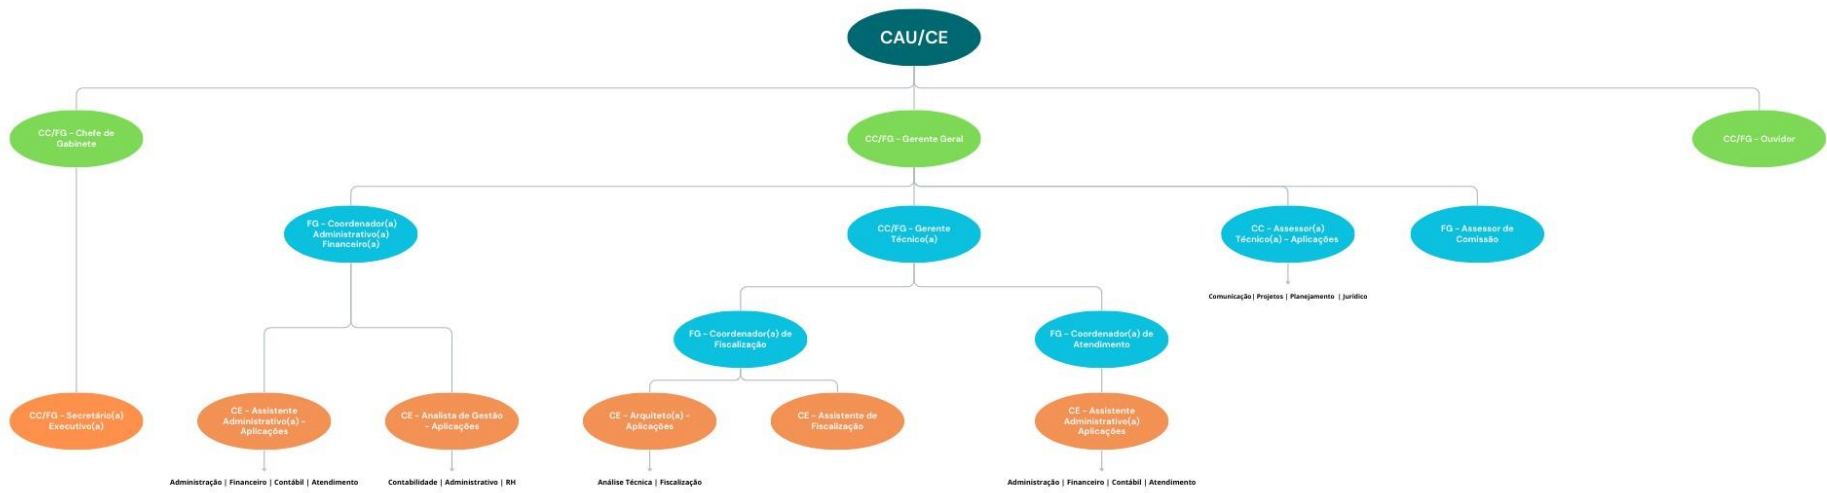 CAU/CE
CC/FG - Chefe de
Gabinete
CC/FG - Gerente Geral
CC/FG - Ouvidor
FG - Coordenador(a)
Administrativo(a)
Financeiro(a)
CC/FG - Gerente
Técnico(a)
CC - Assessor(a)
Técnico(a) - Aplicações
FG - Assessor de
Comissão
Comunicação | Projetos | Planejamento | Jurídico
FG - Coordenador(a) de
Fiscalização
FG - Coordenador(a) de
Atendimento
CC/FG - Secretário(a)
Executivo(a)
CE - Assistente
Administrativo(a) -
Aplicações
CE - Analista de Gestão
- Aplicações
CE - Arquiteto(a) -
Aplicações
CE - Assistente de
Fiscalização
CE - Assistente
Administrativo(a)
Aplicações
Administração | Financeiro | Contábil | Atendimento
Contabilidade | Administrativo | RH
Análise Técnica | Fiscalização
Administração | Financeiro | Contábil | Atendimento